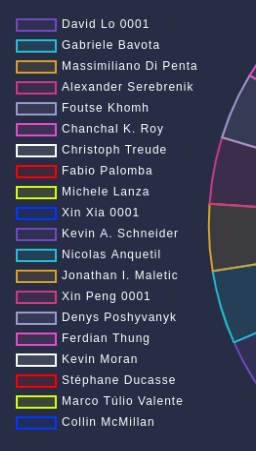 David Lo 0001
Gabriele Bavota
Massimiliano Di Penta
Alexander Serebrenik
Foutse Khomh
Chanchal K. Roy
Christoph Treude
Fabio Palomba
Michele Lanza
Xin Xia 0001
Kevin A. Schneider
Nicolas Anquetil
Jonathan I. Maletic
Xin Peng 0001
Denys Poshyvanyk
Ferdian Thung
Kevin Moran
Stéphane Ducasse
Marco Túlio Valente
Collin McMillan